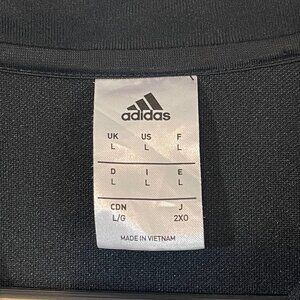 adidas
UK US F
L L L
D I E
L L L
CDN J
L/G 2XO
MADE IN VIETNAM